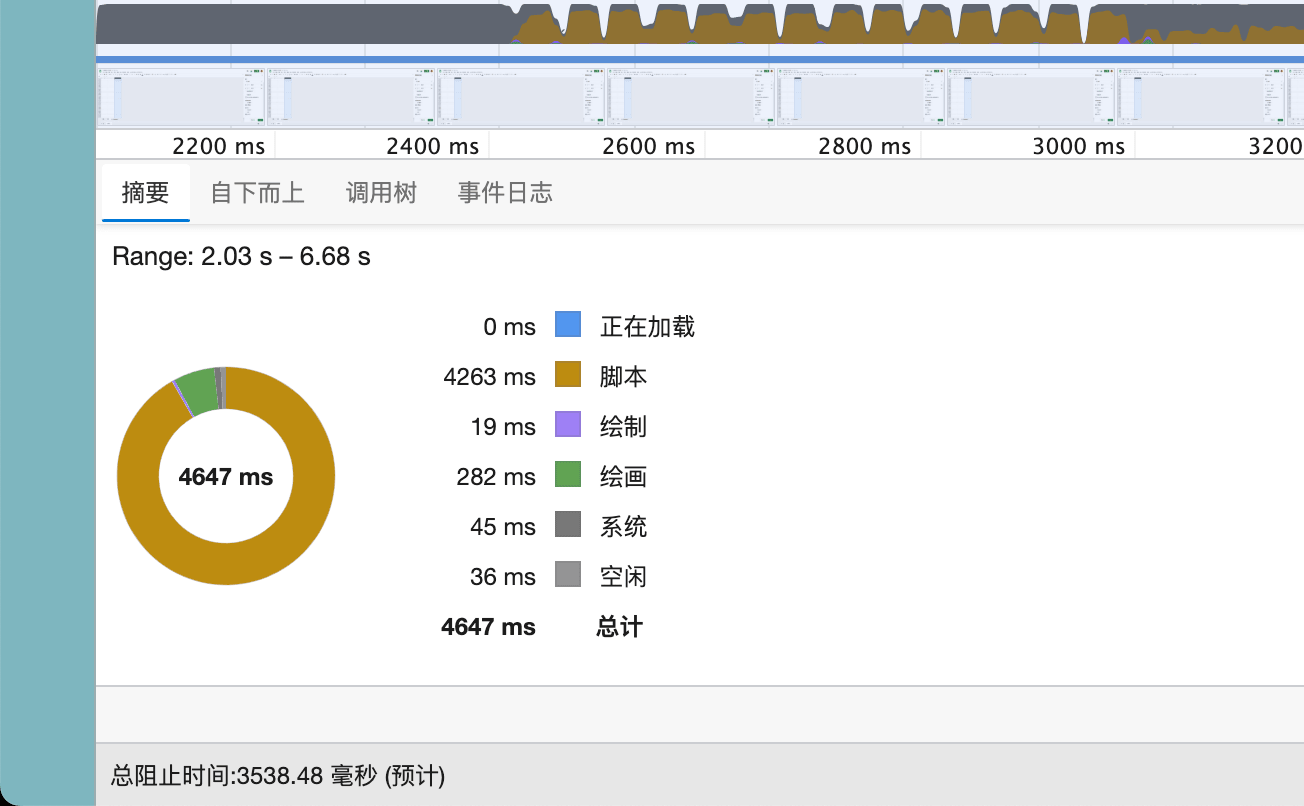 2200 ms 2400 ms 2600 ms 2800 ms 3000 ms 3200
摘要 自下而上 调用树 事件日志
Range: 2.03 s – 6.68 s
0 ms 正在加载
4263 ms 脚本
19 ms 绘制
282 ms 绘画
4647 ms
45 ms 系统
36 ms 空闲
4647 ms 总计
总阻止时间:3538.48 毫秒 (预计)